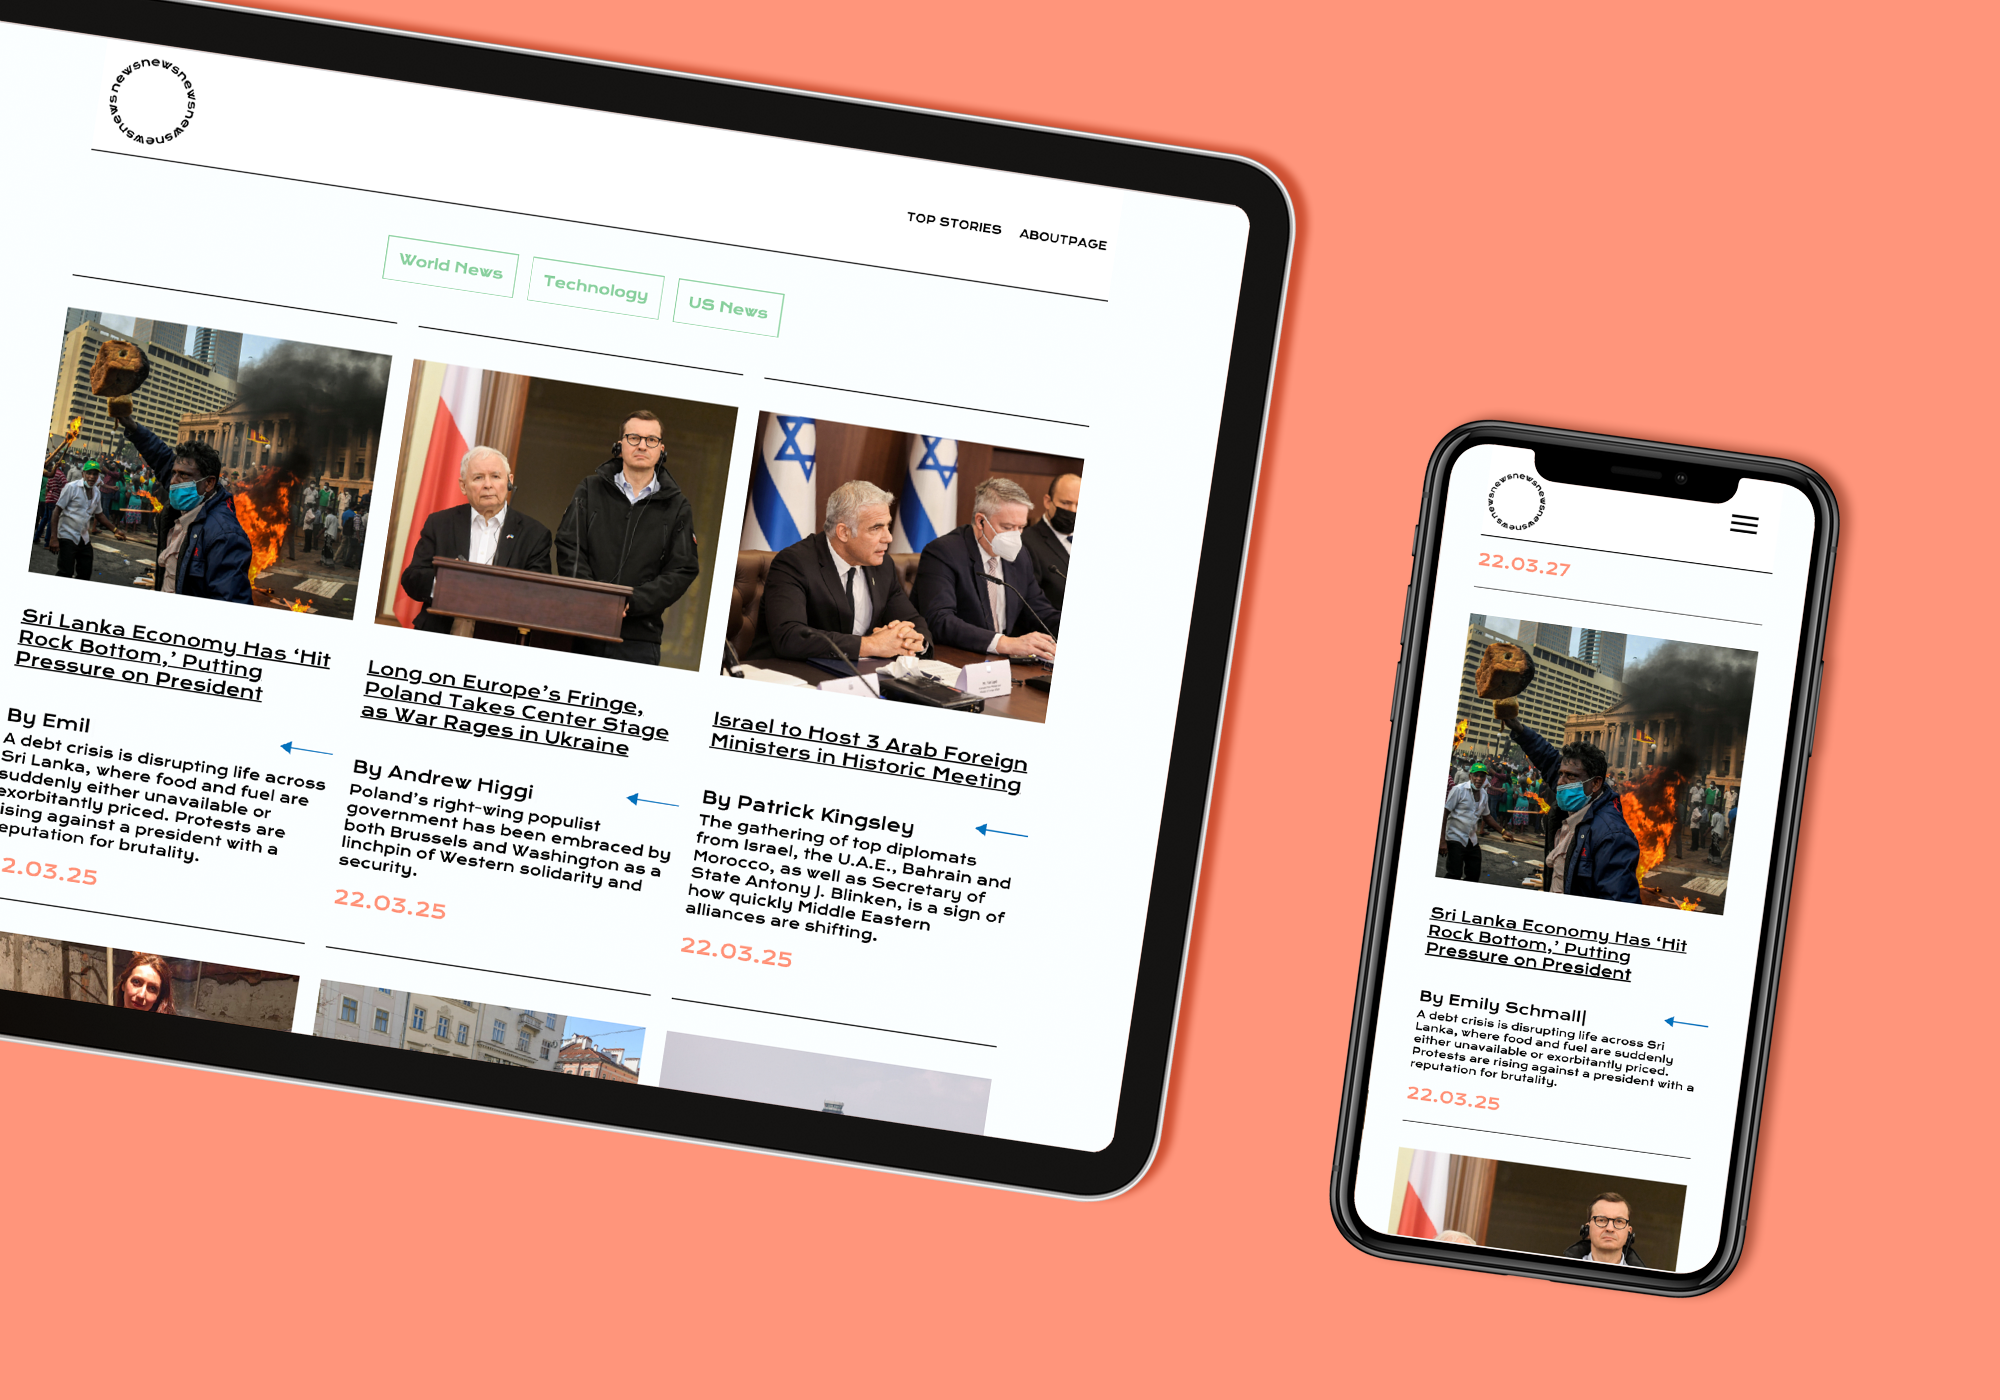 newsnewsnewsnewsnewsnews
TOP STORIES ABOUTPAGE
World News
Technology
US News
Sri Lanka Economy Has ‘Hit
Rock Bottom,’ Putting
Pressure on President
By Emil
A debt crisis is disrupting life across
Sri Lanka, where food and fuel are
suddenly either unavailable or
exorbitantly priced. Protests are
ising against a president with a
eputation for brutality.
2.03.25
Long on Europe’s Fringe,
Poland Takes Center Stage
as War Rages in Ukraine
By Andrew Higgi
Poland’s right-wing populist
government has been embraced by
both Brussels and Washington as a
linchpin of Western solidarity and
security.
22.03.25
Israel to Host 3 Arab Foreign
Ministers in Historic Meeting
By Patrick Kingsley
The gathering of top diplomats
from Israel, the U.A.E., Bahrain and
Morocco, as well as Secretary of
State Antony J. Blinken, is a sign of
how quickly Middle Eastern
alliances are shifting.
22.03.25
newsnewsnewsnewsnewsnews
22.03.27
Sri Lanka Economy Has ‘Hit
Rock Bottom,’ Putting
Pressure on President
By Emily Schmall|
A debt crisis is disrupting life across Sri
Lanka, where food and fuel are suddenly
either unavailable or exorbitantly priced.
Protests are rising against a president with a
reputation for brutality.
22.03.25